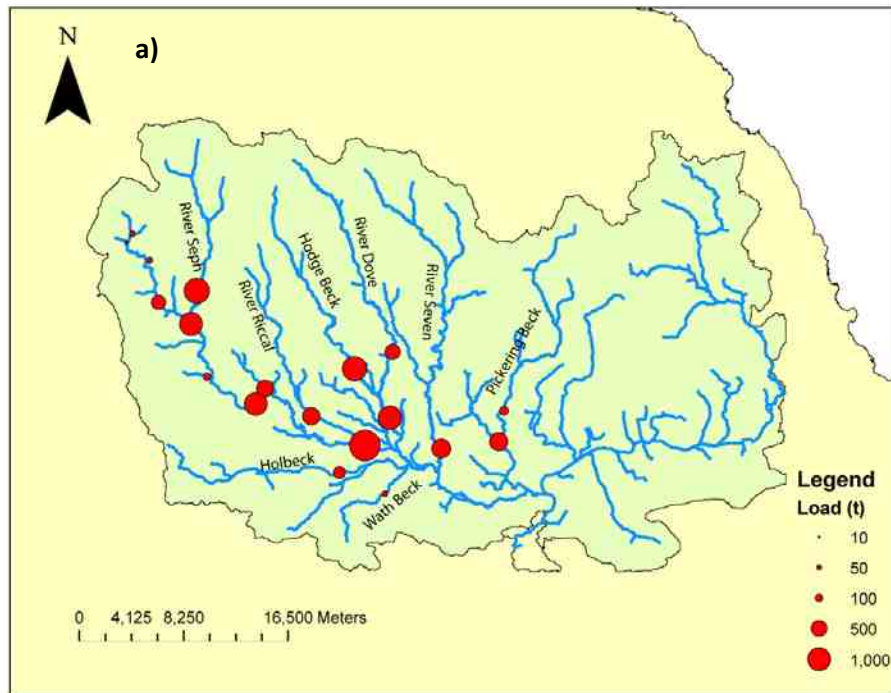 N
a)
River Seph
River Riccal
Hodge Beck
River Dove
River Seven
Pickering Beck
Holbeck
Wath Beck
Legend
Load (t)
10
50
100
500
1,000
0 4,125 8,250 16,500 Meters